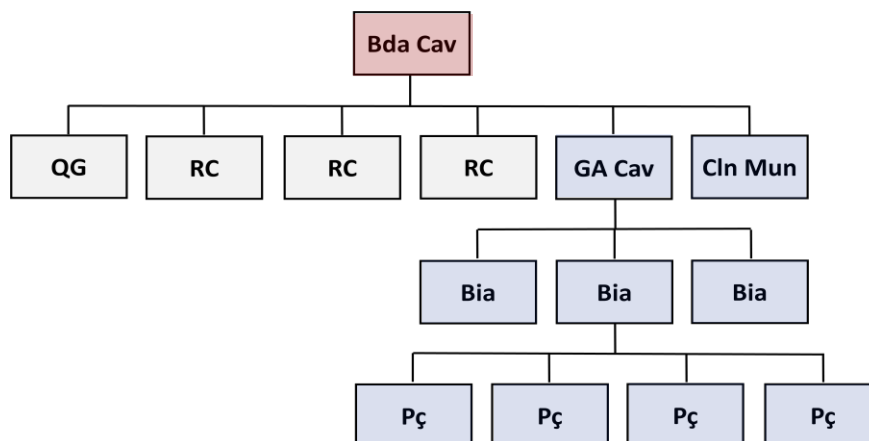 Bda Cav
QG
RC
RC
RC
GA Cav
Cln Mun
Bia
Bia
Bia
Pç
Pç
Pç
Pç